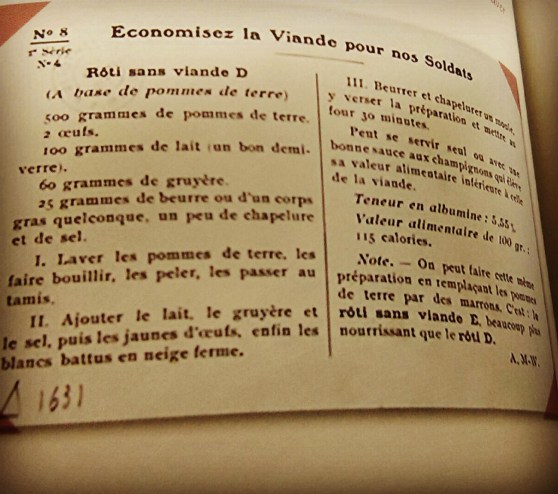 Nº 8
1ʳᵉ Série
Nº 4
Economisez la Viande pour nos Soldats
Rôti sans viande D
(A base de pommes de terre)
500 grammes de pommes de terre.
2 œufs.
100 grammes de lait (un bon demi-
verre).
60 grammes de gruyère.
25 grammes de beurre ou d'un corps
gras quelconque, un peu de chapelure
et de sel.
I. Laver les pommes de terre, les
faire bouillir, les peler, les passer au
tamis.
II. Ajouter le lait, le gruyère et
le sel, puis les jaunes d'œufs, enfin les
blancs battus en neige ferme.
III. Beurrer et chapelurer un moule,
y verser la préparation et mettre au
four 30 minutes.
Peut se servir seul ou avec une
bonne sauce aux champignons qui élève
sa valeur alimentaire inférieure à celle
de la viande.
Teneur en albumine : 5,55%
Valeur alimentaire de 100 gr. :
115 calories.
Note. — On peut faire cette même
préparation en remplaçant les pommes
de terre par des marrons. C'est : le
rôti sans viande E, beaucoup plus
nourrissant que le rôti D.
A. M-W.
1631